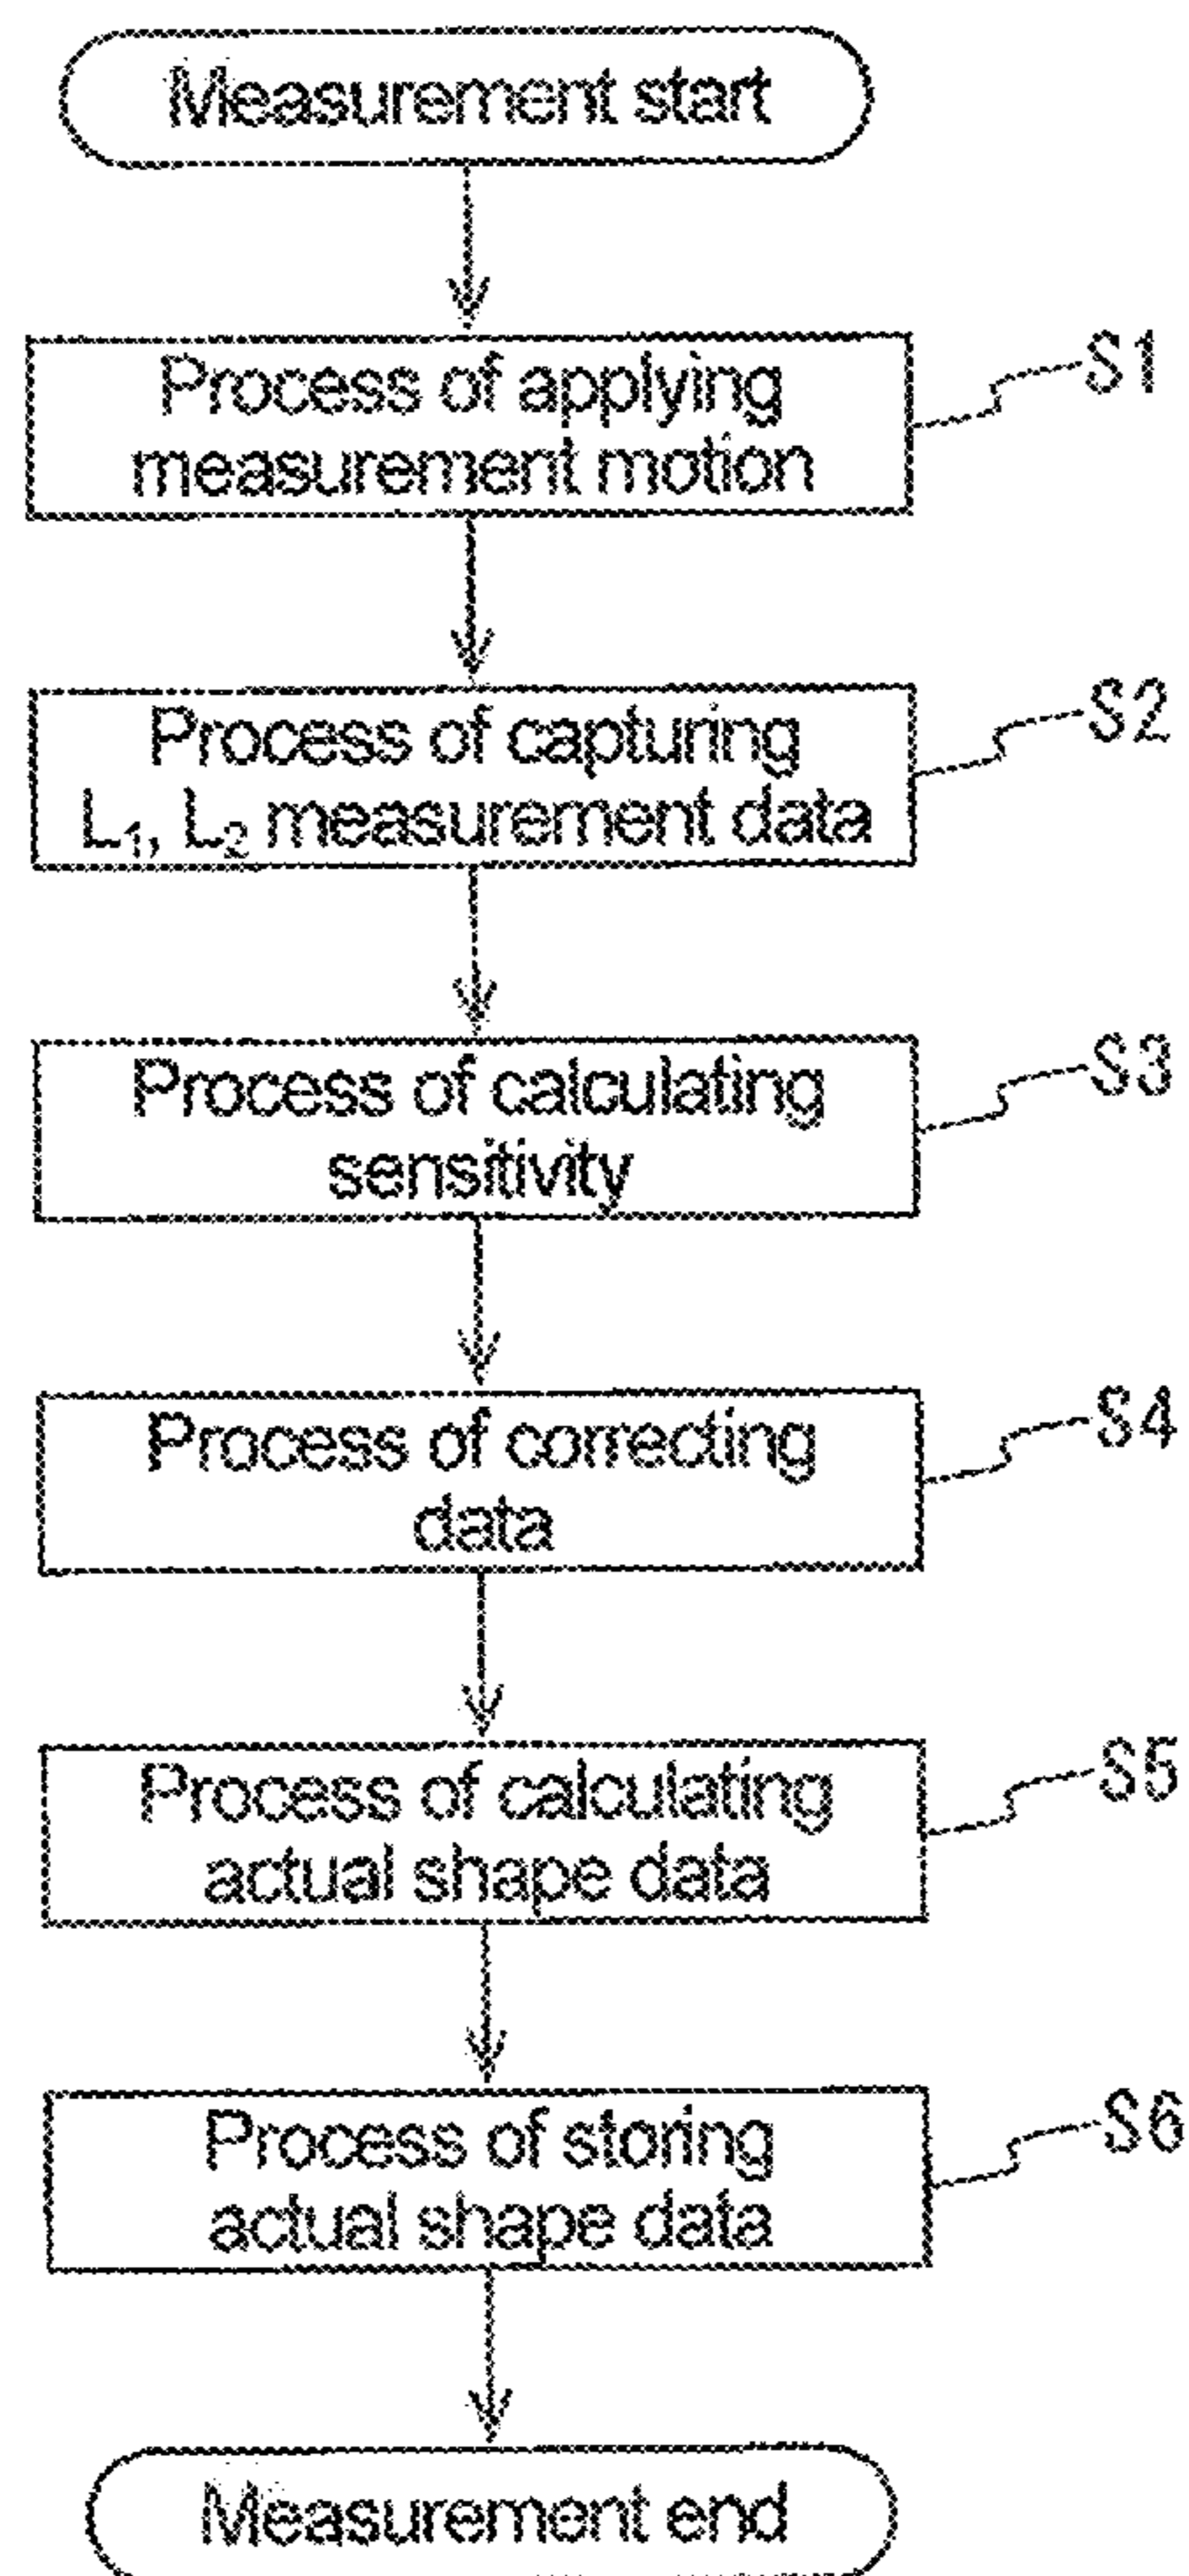 Measurement start
Process of applying
measurement motion
S1
Process of capturing
L₁, L₂ measurement data
S2
Process of calculating
sensitivity
S3
Process of correcting
data
S4
Process of calculating
actual shape data
S5
Process of storing
actual shape data
S6
Measurement end